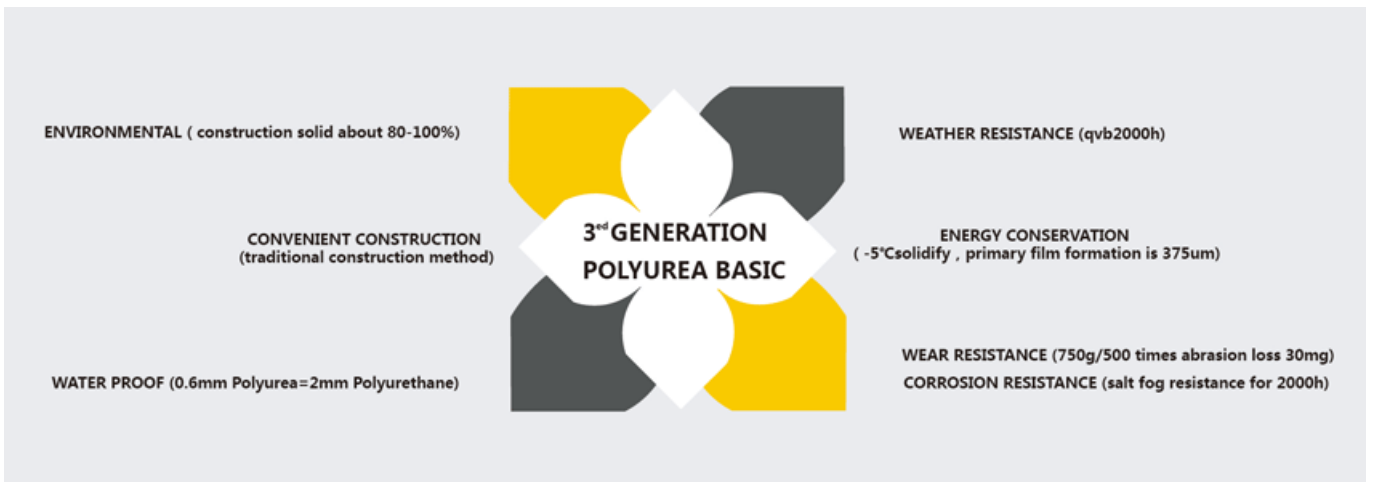 ENVIRONMENTAL ( construction solid about 80-100%)
CONVENIENT CONSTRUCTION
(traditional construction method)
WATER PROOF (0.6mm Polyurea=2mm Polyurethane)
3ed GENERATION
POLYUREA BASIC
WEATHER RESISTANCE (qvb2000h)
ENERGY CONSERVATION
( -5℃solidify , primary film formation is 375um)
WEAR RESISTANCE (750g/500 times abrasion loss 30mg)
CORROSION RESISTANCE (salt fog resistance for 2000h)